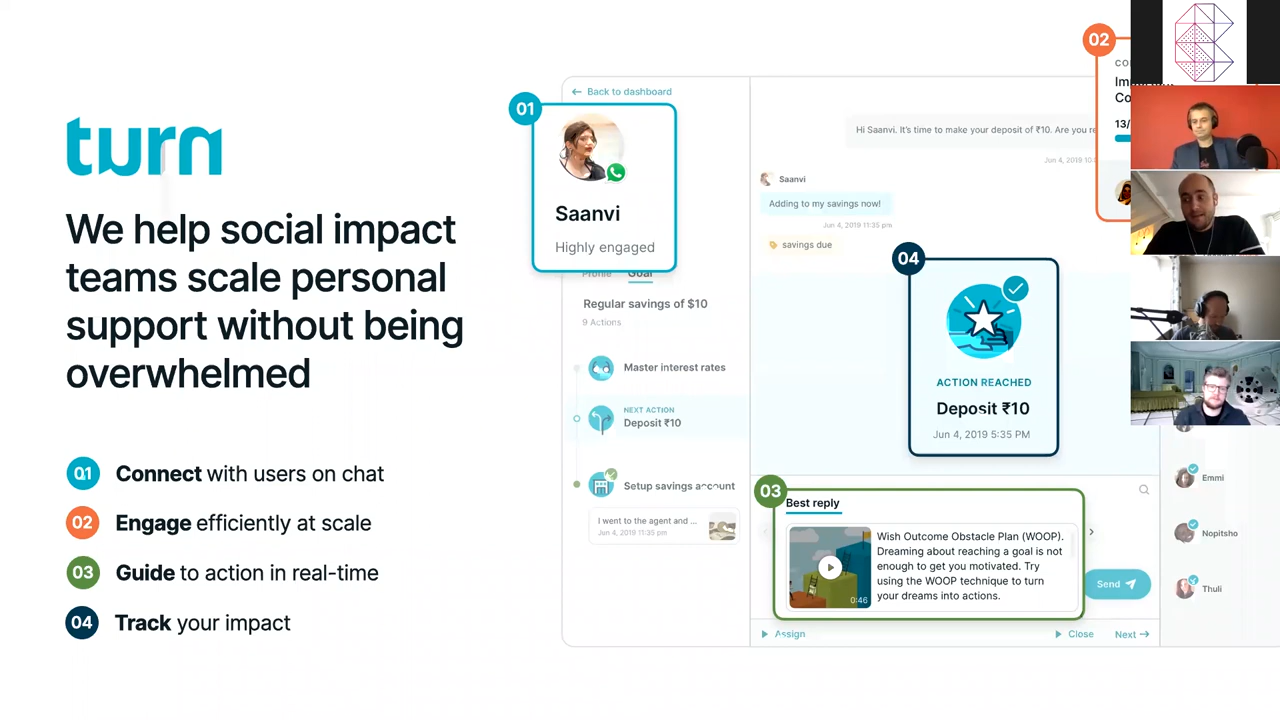 turn
We help social impact
teams scale personal
support without being
overwhelmed
01 Connect with users on chat
02 Engage efficiently at scale
03 Guide to action in real-time
04 Track your impact
← Back to dashboard
01
Saanvi
Highly engaged
Profile Goal
Regular savings of $10
9 Actions
Master interest rates
NEXT ACTION
Deposit ₹10
Setup savings account
I went to the agent and ...
Jun 4, 2019 11:35 pm
Hi Saanvi. It's time to make your deposit of ₹10. Are you
Jun 4, 2019
Saanvi
Adding to my savings now!
Jun 4, 2019 11:35 pm
savings due
02
13/
04
ACTION REACHED
Deposit ₹10
Jun 4, 2019 5:35 PM
03
Best reply
0:46
Wish Outcome Obstacle Plan (WOOP).
Dreaming about reaching a goal is not
enough to get you motivated. Try
using the WOOP technique to turn
your dreams into actions.
Send
Assign
Close
Next →
Emmi
Nopitsho
Thuli